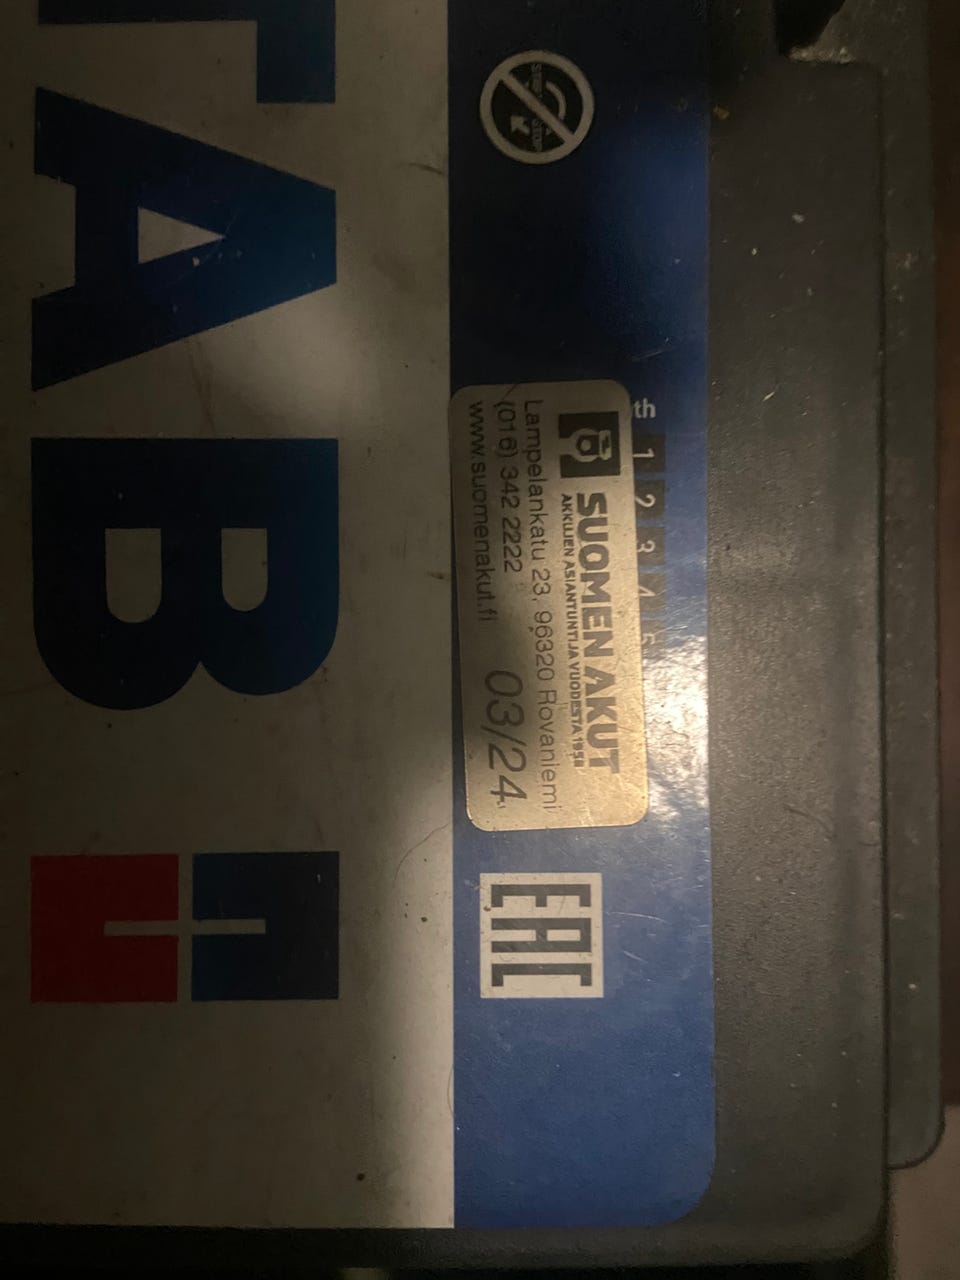 TAB
th 1 2 3 4 5
SUOMEN AKUT
AKKUJEN ASIANTUNTIJA VUODESTA 1958
Lampelankatu 23, 96320 Rovaniemi
(016) 342 2222
www.suomenakut.fi
03/24
EAC